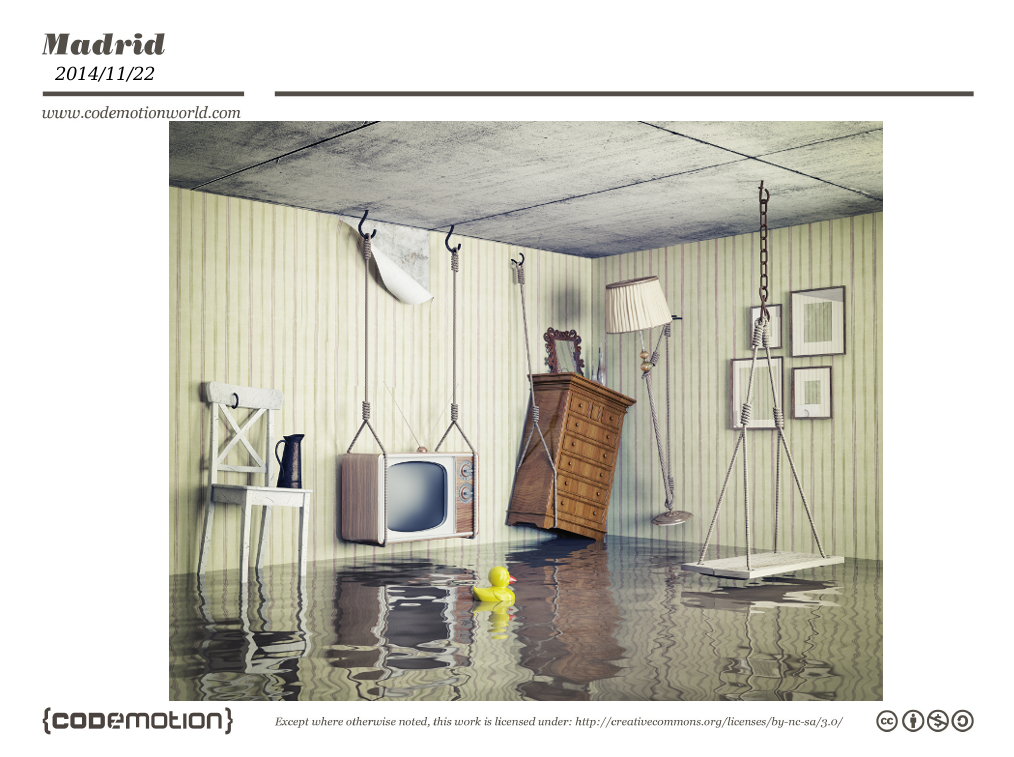 Madrid
2014/11/22
www.codemotionworld.com
{CODEMOTION}
Except where otherwise noted, this work is licensed under: http://creativecommons.org/licenses/by-nc-sa/3.0/
cc